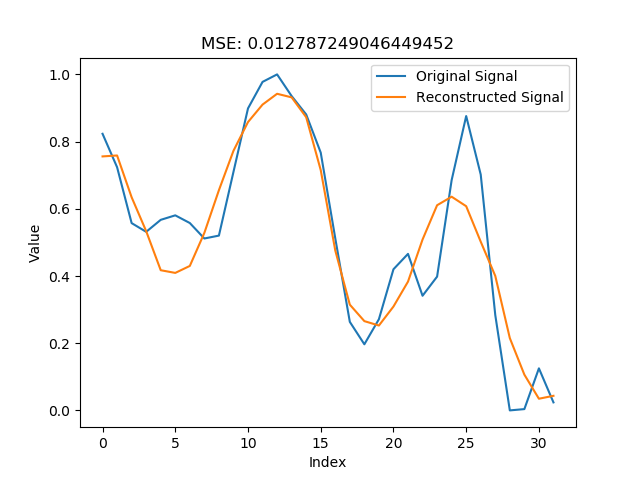 MSE: 0.012787249046449452
Original Signal
Reconstructed Signal
1.0
0.8
0.6
0.4
0.2
0.0
Value
0 5 10 15 20 25 30
Index